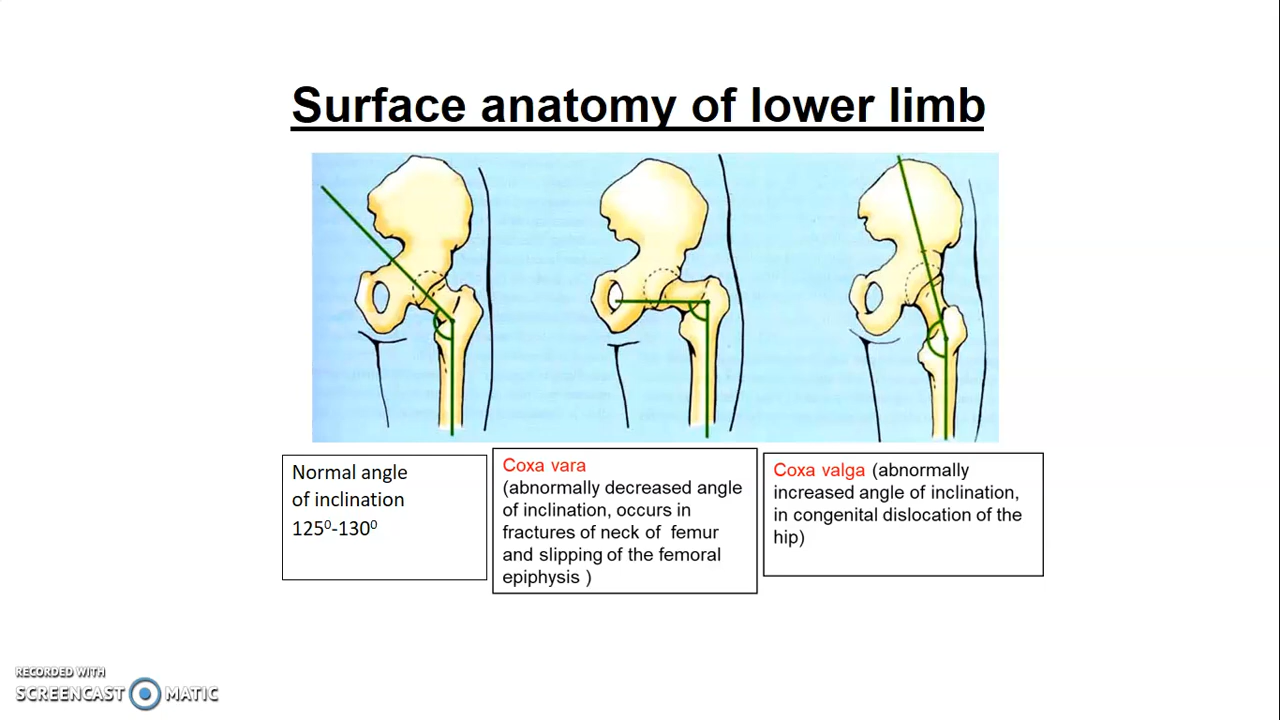 Surface anatomy of lower limb
Normal angle
of inclination
125⁰-130⁰
Coxa vara
(abnormally decreased angle
of inclination, occurs in
fractures of neck of  femur
and slipping of the femoral
epiphysis )
Coxa valga (abnormally
increased angle of inclination,
in congenital dislocation of the
hip)
RECORDED WITH
SCREENCAST MATIC